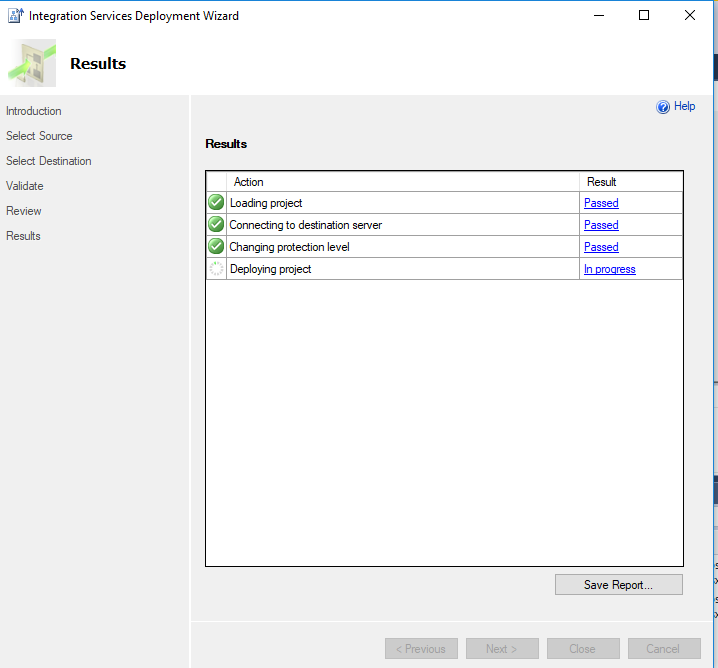 Integration Services Deployment Wizard
Results
Introduction
Select Source
Select Destination
Validate
Review
Results
Help
Results
Action Result
Loading project Passed
Connecting to destination server Passed
Changing protection level Passed
Deploying project In progress
Save Report...
< Previous Next > Close Cancel